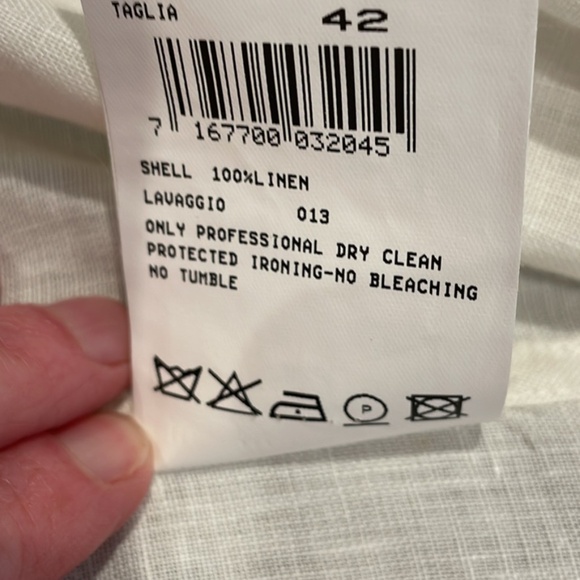 TAGLIA 42
7 167700 032045
SHELL 100%LINEN
LAVAGGIO 013
ONLY PROFESSIONAL DRY CLEAN
PROTECTED IRONING-NO BLEACHING
NO TUMBLE
P